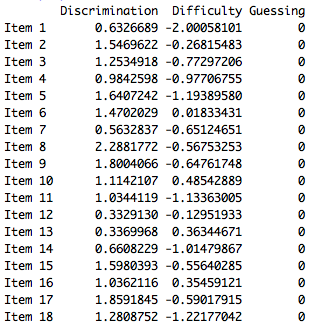 Discrimination Difficulty Guessing
Item 1 0.6326689 -2.00058101 0
Item 2 1.5469622 -0.26815483 0
Item 3 1.2534918 -0.77297206 0
Item 4 0.9842598 -0.97706755 0
Item 5 1.6407242 -1.19389580 0
Item 6 1.4702029 0.01833431 0
Item 7 0.5632837 -0.65124651 0
Item 8 2.2881772 -0.56753253 0
Item 9 1.8004066 -0.64761748 0
Item 10 1.1142107 0.48542889 0
Item 11 1.0344119 -1.13363005 0
Item 12 0.3329130 -0.12951933 0
Item 13 0.3369968 0.36344671 0
Item 14 0.6608229 -1.01479867 0
Item 15 1.5980393 -0.55640285 0
Item 16 1.0362116 0.35459121 0
Item 17 1.8591845 -0.59017915 0
Item 18 1.2808752 -1.22177042 0